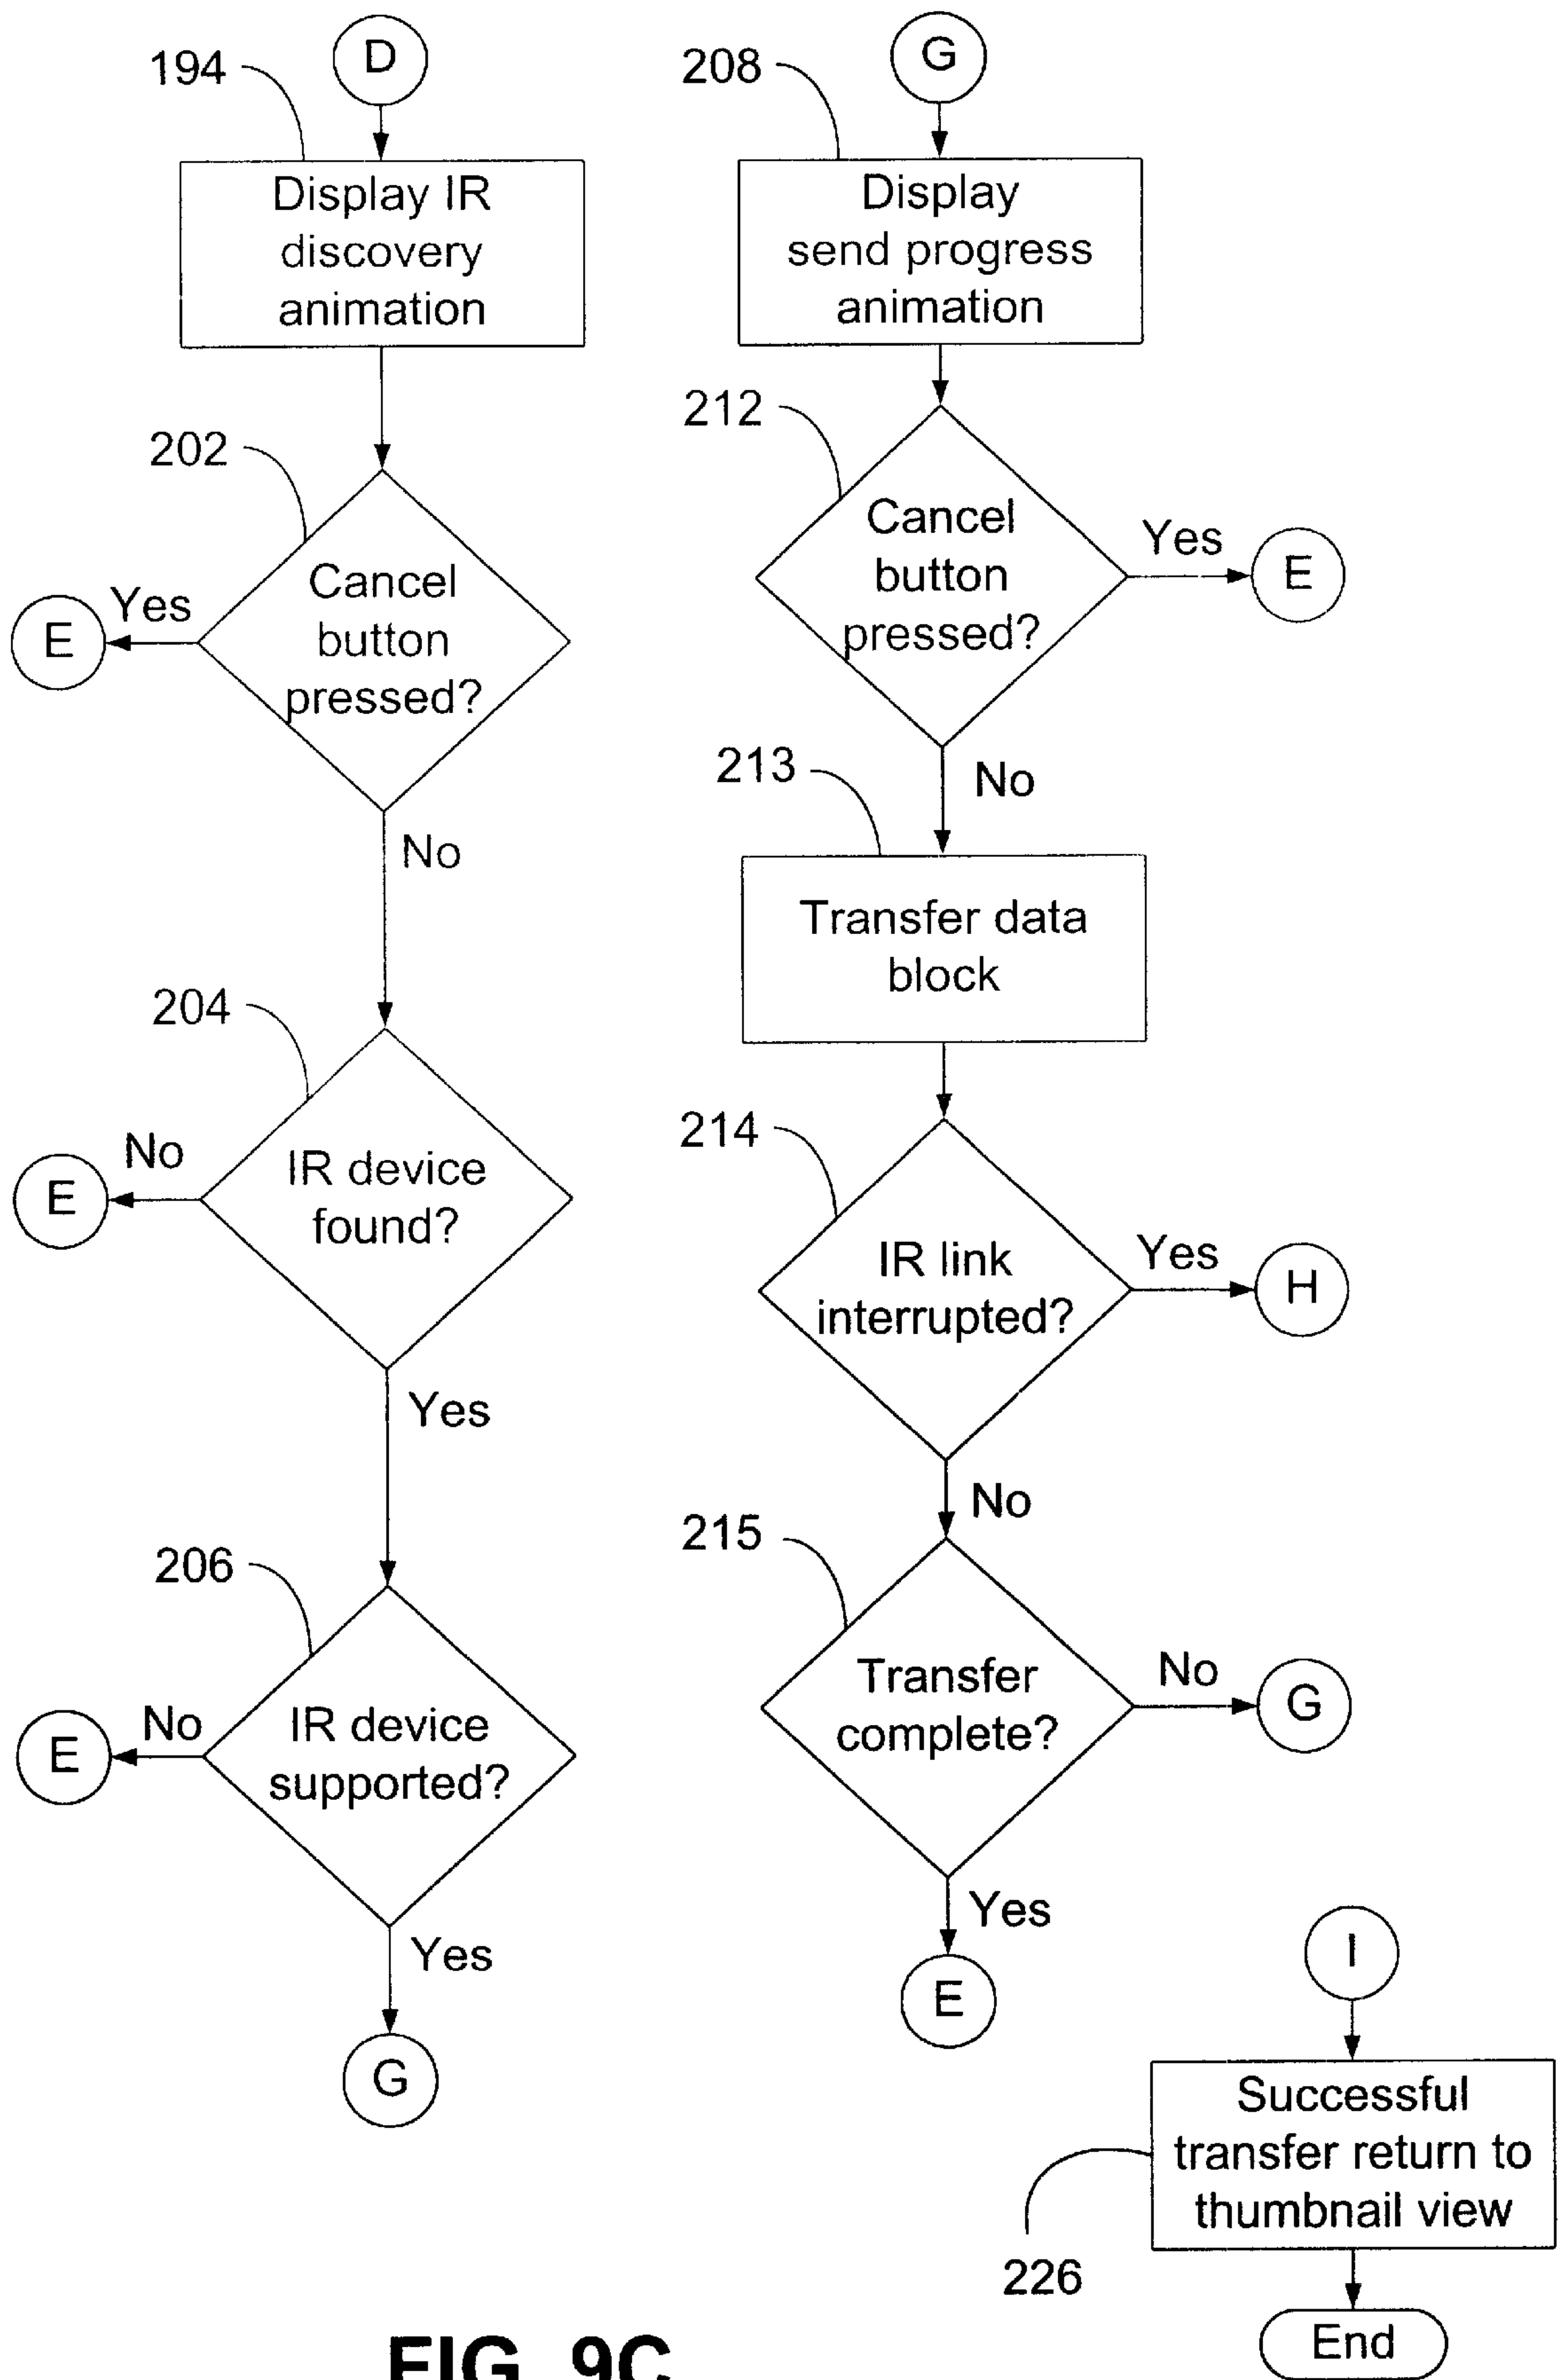 194
D
Display IR
discovery
animation
202
Cancel
button
pressed?
Yes
E
No
204
IR device
found?
No
E
Yes
206
IR device
supported?
No
E
Yes
G
208
G
Display
send progress
animation
212
Cancel
button
pressed?
Yes
E
No
213
Transfer data
block
214
IR link
interrupted?
Yes
H
No
215
Transfer
complete?
No
G
Yes
E
I
Successful
transfer return to
thumbnail view
226
End
FIG. 9C